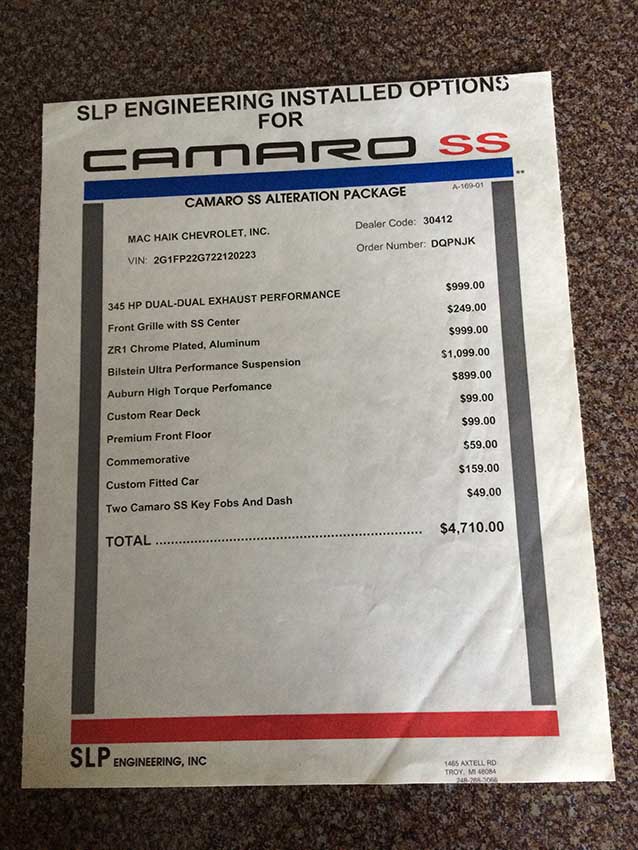 SLP ENGINEERING INSTALLED OPTIONS
FOR
CAMARO SS
**
A-169-01
CAMARO SS ALTERATION PACKAGE
MAC HAIK CHEVROLET, INC. Dealer Code: 30412
VIN: 2G1FP22G722120223 Order Number: DQPNJK
345 HP DUAL-DUAL EXHAUST PERFORMANCE $999.00
Front Grille with SS Center $249.00
ZR1 Chrome Plated, Aluminum $999.00
Bilstein Ultra Performance Suspension $1,099.00
Auburn High Torque Perfomance $899.00
Custom Rear Deck $99.00
Premium Front Floor $99.00
Commemorative $59.00
Custom Fitted Car $159.00
Two Camaro SS Key Fobs And Dash $49.00
TOTAL ........................................................ $4,710.00
SLP ENGINEERING, INC
1465 AXTELL RD
TROY, MI 48084